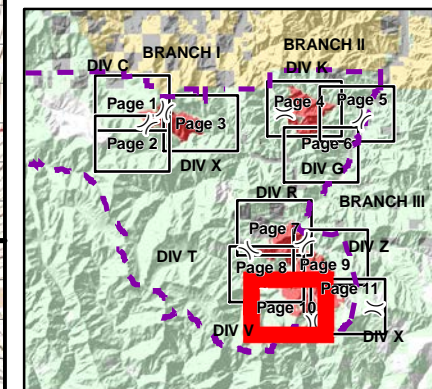 BRANCH I
BRANCH II
DIV C
DIV K
Page 1
Page 4
Page 5
Page 3
Page 2
Page 6
DIV X
DIV G
DIV R
BRANCH III
Page 7
DIV T
DIV Z
Page 8
Page 9
Page 11
Page 10
DIV V
DIV X